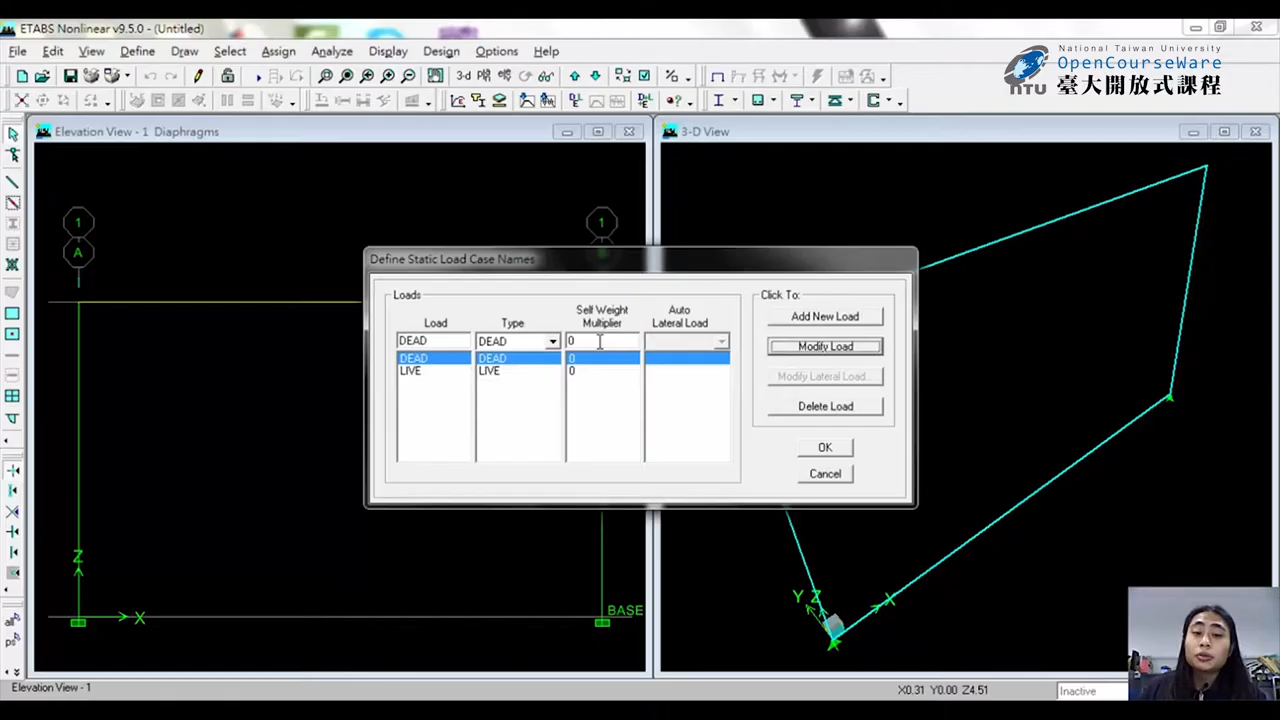 ETABS Nonlinear v9.5.0 - (Untitled)
File Edit View Define Draw Select Assign Analyze Display Design Options Help
National Taiwan University
OpenCourseWare
NTU 臺大開放式課程
3-d
Elevation View - 1 Diaphragms
3-D View
1
A
1
Define Static Load Case Names
Loads
Click To:
Load
Type
Self Weight
Multiplier
Auto
Lateral Load
DEAD DEAD 0
DEAD DEAD 0
LIVE LIVE 0
Add New Load
Modify Load
Modify Lateral Load...
Delete Load
OK
Cancel
Z
X
BASE
Y Z X
all
ps
Elevation View - 1
X0.31 Y0.00 Z4.51
Inactive